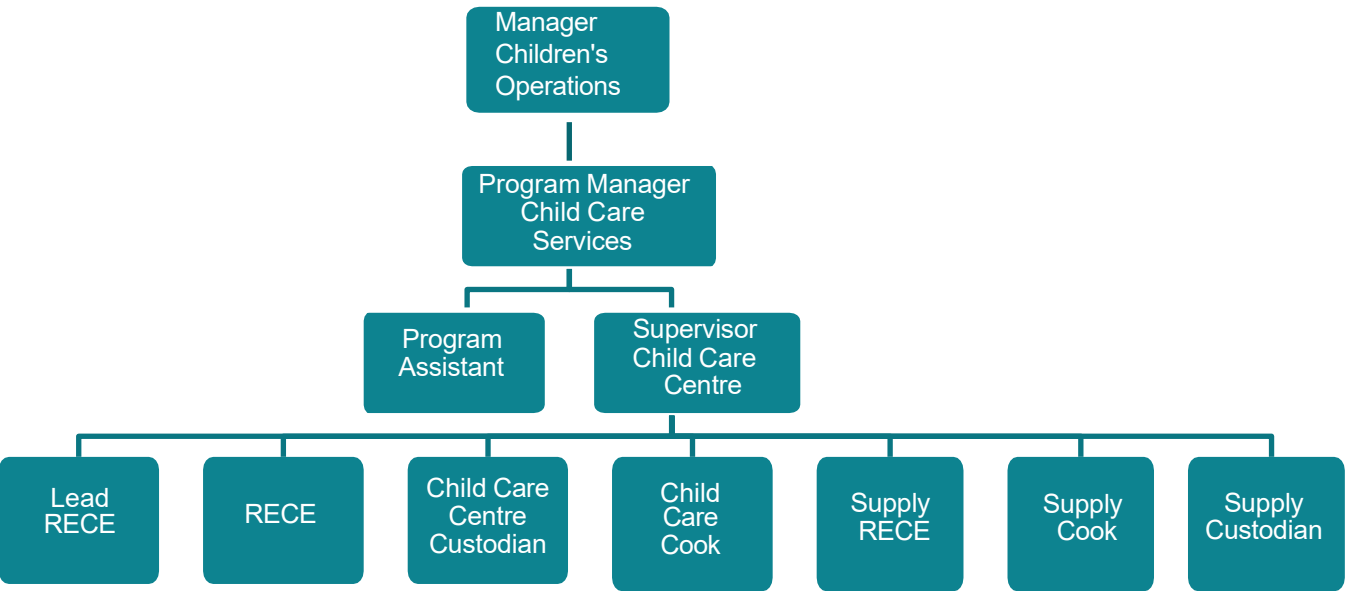 Manager
Children's
Operations
Program Manager
Child Care
Services
Program
Assistant
Supervisor
Child Care
Centre
Lead
RECE
RECE
Child Care
Centre
Custodian
Child
Care
Cook
Supply
RECE
Supply
Cook
Supply
Custodian